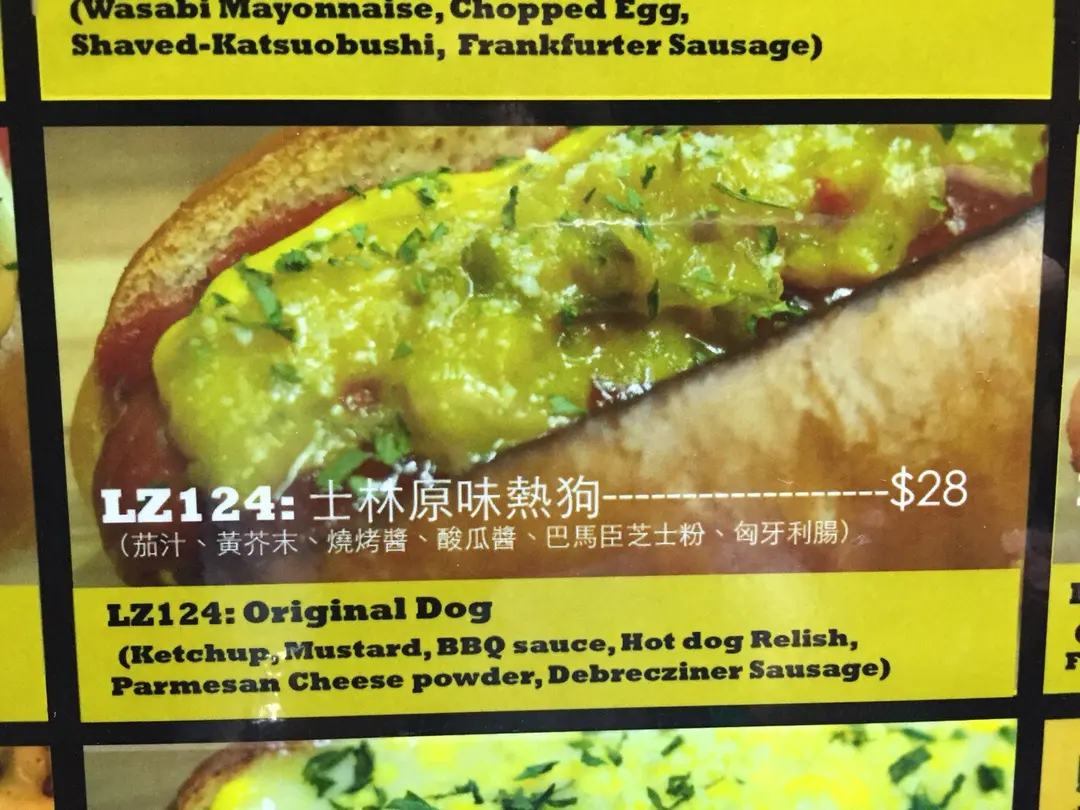 (Wasabi Mayonnaise, Chopped Egg,
Shaved-Katsuobushi, Frankfurter Sausage)
LZ124: 士林原味熱狗------------------$28
（茄汁、黃芥末、燒烤醬、酸瓜醬、巴馬臣芝士粉、匈牙利腸）
LZ124: Original Dog
(Ketchup, Mustard, BBQ sauce, Hot dog Relish,
Parmesan Cheese powder, Debrecziner Sausage)